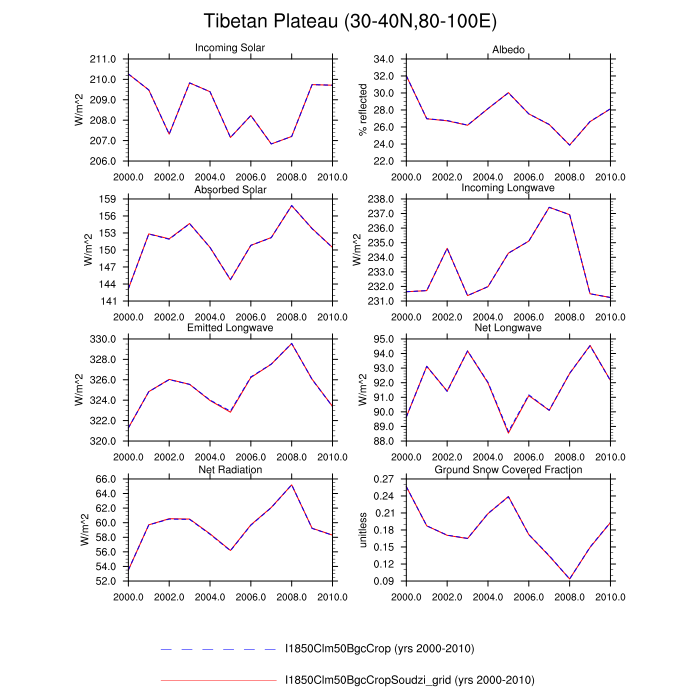 Tibetan Plateau (30-40N,80-100E)
Incoming Solar
W/m^2
211.0
210.0
209.0
208.0
207.0
206.0
2000.0 2002.0 2004.0 2006.0 2008.0 2010.0
Albedo
% reflected
34.0
32.0
30.0
28.0
26.0
24.0
22.0
2000.0 2002.0 2004.0 2006.0 2008.0 2010.0
Absorbed Solar
W/m^2
159
156
153
150
147
144
141
2000.0 2002.0 2004.0 2006.0 2008.0 2010.0
Incoming Longwave
W/m^2
238.0
237.0
236.0
235.0
234.0
233.0
232.0
231.0
2000.0 2002.0 2004.0 2006.0 2008.0 2010.0
Emitted Longwave
W/m^2
330.0
328.0
326.0
324.0
322.0
320.0
2000.0 2002.0 2004.0 2006.0 2008.0 2010.0
Net Longwave
W/m^2
95.0
94.0
93.0
92.0
91.0
90.0
89.0
88.0
2000.0 2002.0 2004.0 2006.0 2008.0 2010.0
Net Radiation
W/m^2
66.0
64.0
62.0
60.0
58.0
56.0
54.0
52.0
2000.0 2002.0 2004.0 2006.0 2008.0 2010.0
Ground Snow Covered Fraction
unitless
0.27
0.24
0.21
0.18
0.15
0.12
0.09
2000.0 2002.0 2004.0 2006.0 2008.0 2010.0
I1850Clm50BgcCrop (yrs 2000-2010)
I1850Clm50BgcCropSoudzi_grid (yrs 2000-2010)